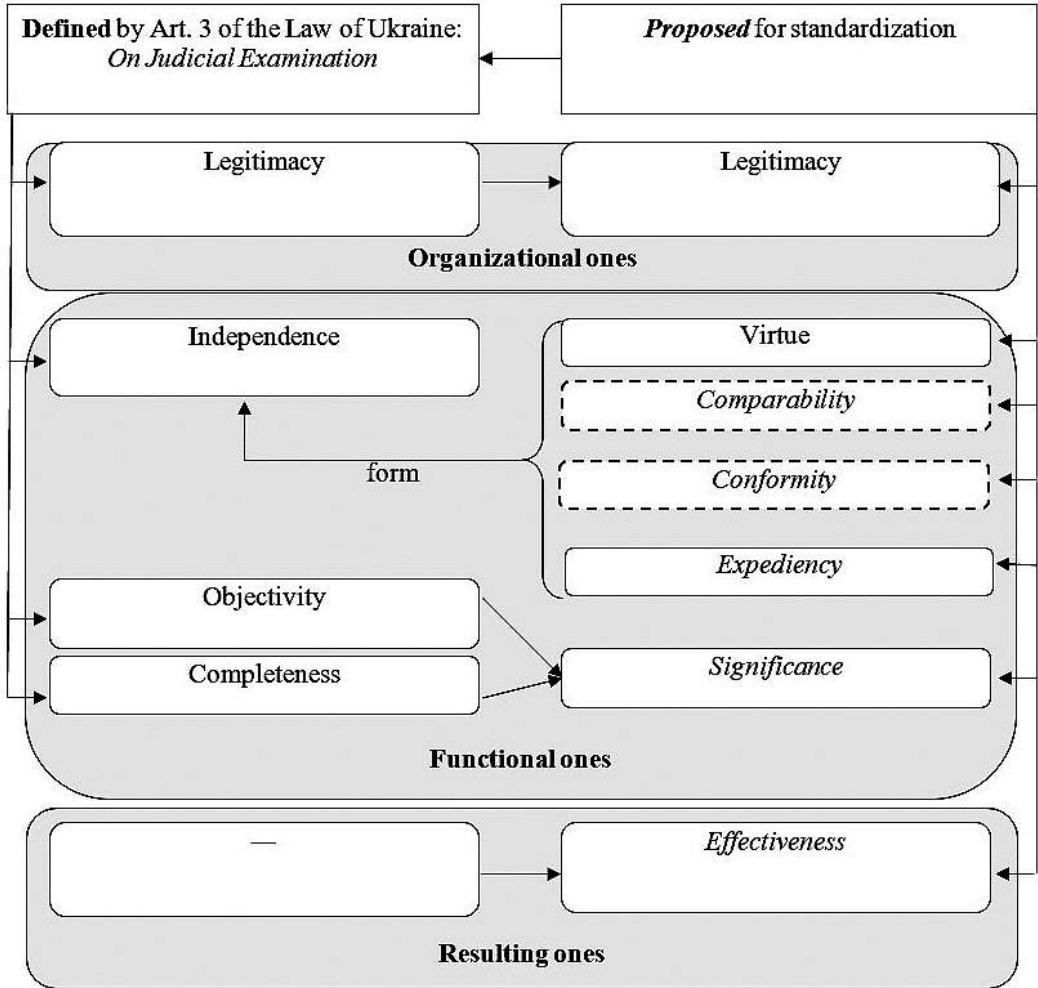 Defined by Art. 3 of the Law of Ukraine:
On Judicial Examination
Proposed for standardization
Legitimacy
Legitimacy
Organizational ones
Independence
Virtue
Comparability
form
Conformity
Expediency
Objectivity
Completeness
Significance
Functional ones
—
Effectiveness
Resulting ones